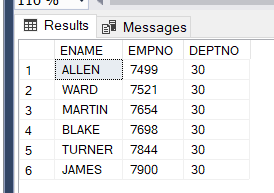 110 %
Results Messages
ENAME EMPNO DEPTNO
1 ALLEN 7499 30
2 WARD 7521 30
3 MARTIN 7654 30
4 BLAKE 7698 30
5 TURNER 7844 30
6 JAMES 7900 30